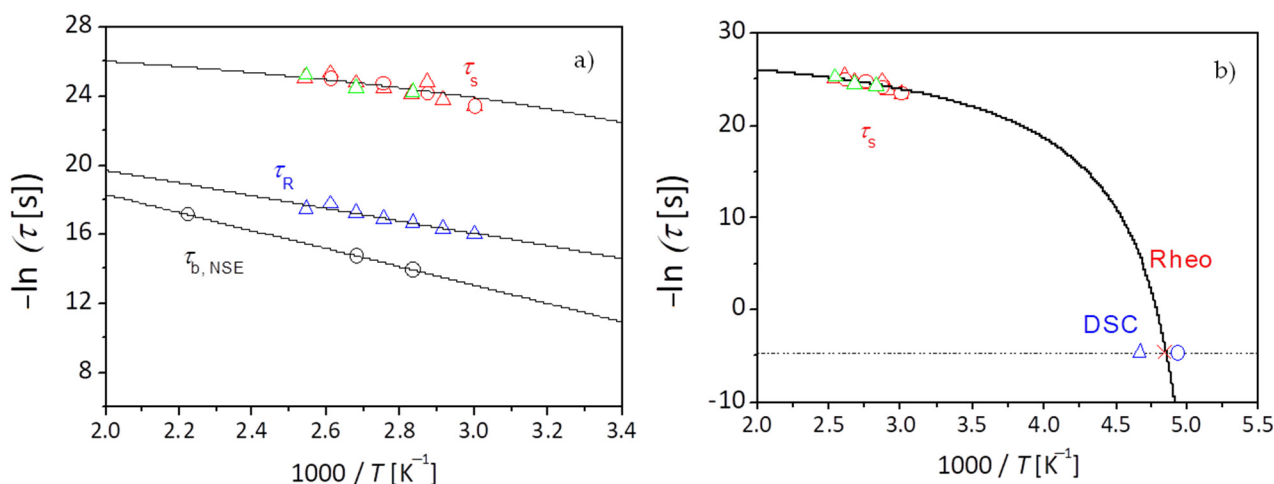 28
24
20
16
12
8
−ln (τ [s])
a)
τs
τR
τb, NSE
2.0 2.2 2.4 2.6 2.8 3.0 3.2 3.4
1000 / T [K⁻¹]
30
20
10
0
-10
−ln (τ [s])
b)
τs
Rheo
DSC
2.0 2.5 3.0 3.5 4.0 4.5 5.0 5.5
1000 / T [K⁻¹]